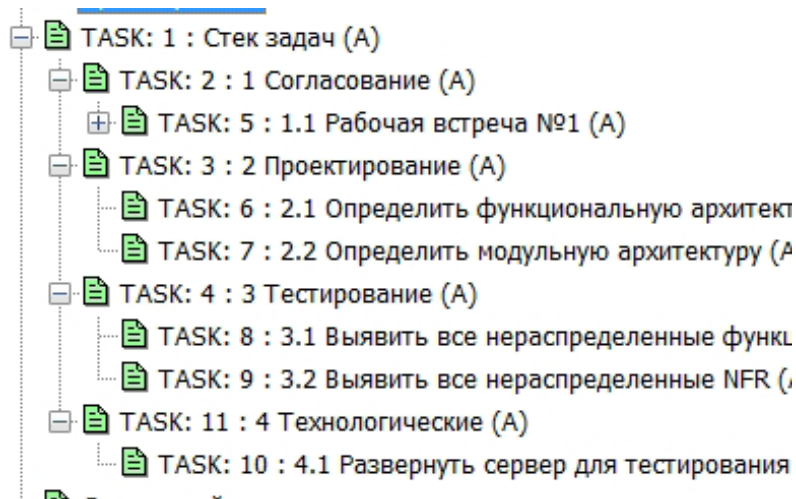 TASK: 1 : Стек задач (A)
TASK: 2 : 1 Согласование (A)
TASK: 5 : 1.1 Рабочая встреча №1 (A)
TASK: 3 : 2 Проектирование (A)
TASK: 6 : 2.1 Определить функциональную
TASK: 7 : 2.2 Определить модульную архитектуру (A
TASK: 4 : 3 Тестирование (A)
TASK: 8 : 3.1 Выявить все нераспределенные
TASK: 9 : 3.2 Выявить все нераспределенные NFR (A
TASK: 11 : 4 Технологические (A)
TASK: 10 : 4.1 Развернуть сервер для тестирования